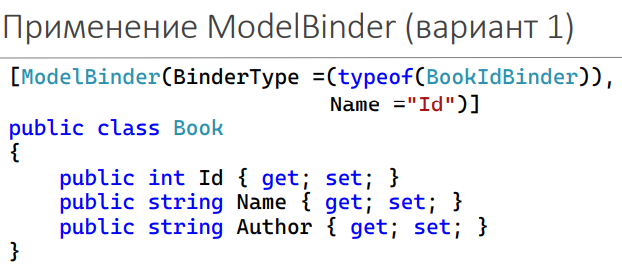 Применение ModelBinder (вариант 1)
[ModelBinder(BinderType =(typeof(BookIdBinder)),
Name ="Id")]
public class Book
{
public int Id { get; set; }
public string Name { get; set; }
public string Author { get; set; }
}